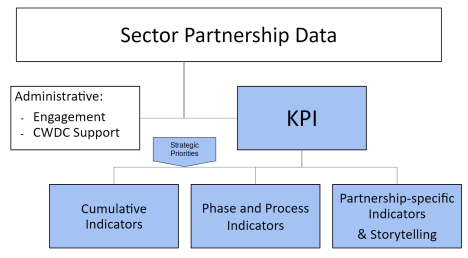 Sector Partnership Data
Administrative:
- Engagement
- CWDC Support
KPI
Strategic
Priorities
Cumulative
Indicators
Phase and Process
Indicators
Partnership-specific
Indicators
& Storytelling